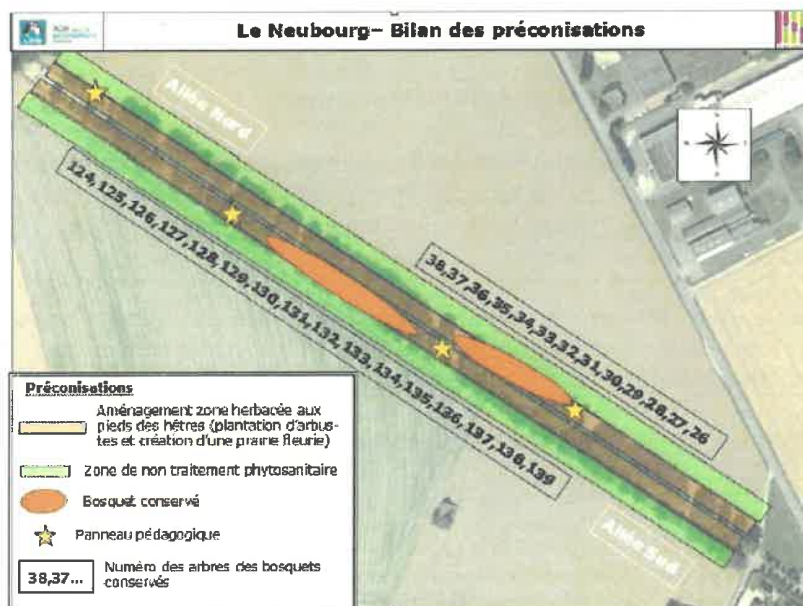 Le Neubourg– Bilan des préconisations
Allée Nord
124,125,126,127,128,129,130,131,132,133,134,135,136,137,138,139
38,37,36,35,34,33,32,31,30,29,28,27,26
Allée Sud
Préconisations
Aménagement zone herbacée aux
pieds des hêtres (plantation d'arbus-
tes et création d'une prairie fleurie)
Zone de non traitement phytosanitaire
Bosquet conservé
Panneau pédagogique
38,37...
Numéro des arbres des bosquets
conservés